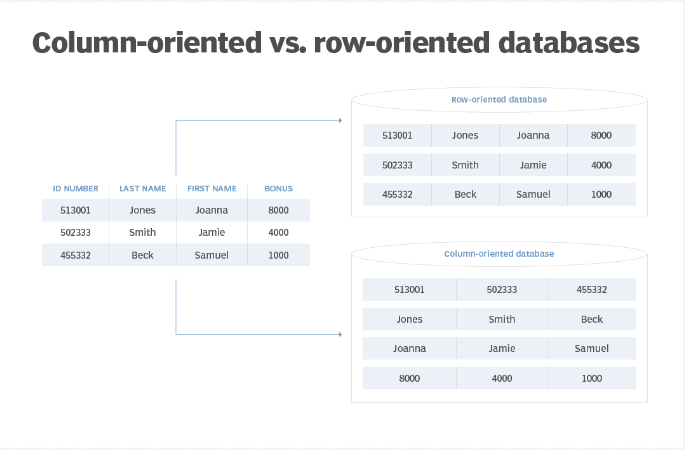 Column-oriented vs. row-oriented databases
ID NUMBER LAST NAME FIRST NAME BONUS
513001 Jones Joanna 8000
502333 Smith Jamie 4000
455332 Beck Samuel 1000
Row-oriented database
513001 Jones Joanna 8000
502333 Smith Jamie 4000
455332 Beck Samuel 1000
Column-oriented database
513001 502333 455332
Jones Smith Beck
Joanna Jamie Samuel
8000 4000 1000